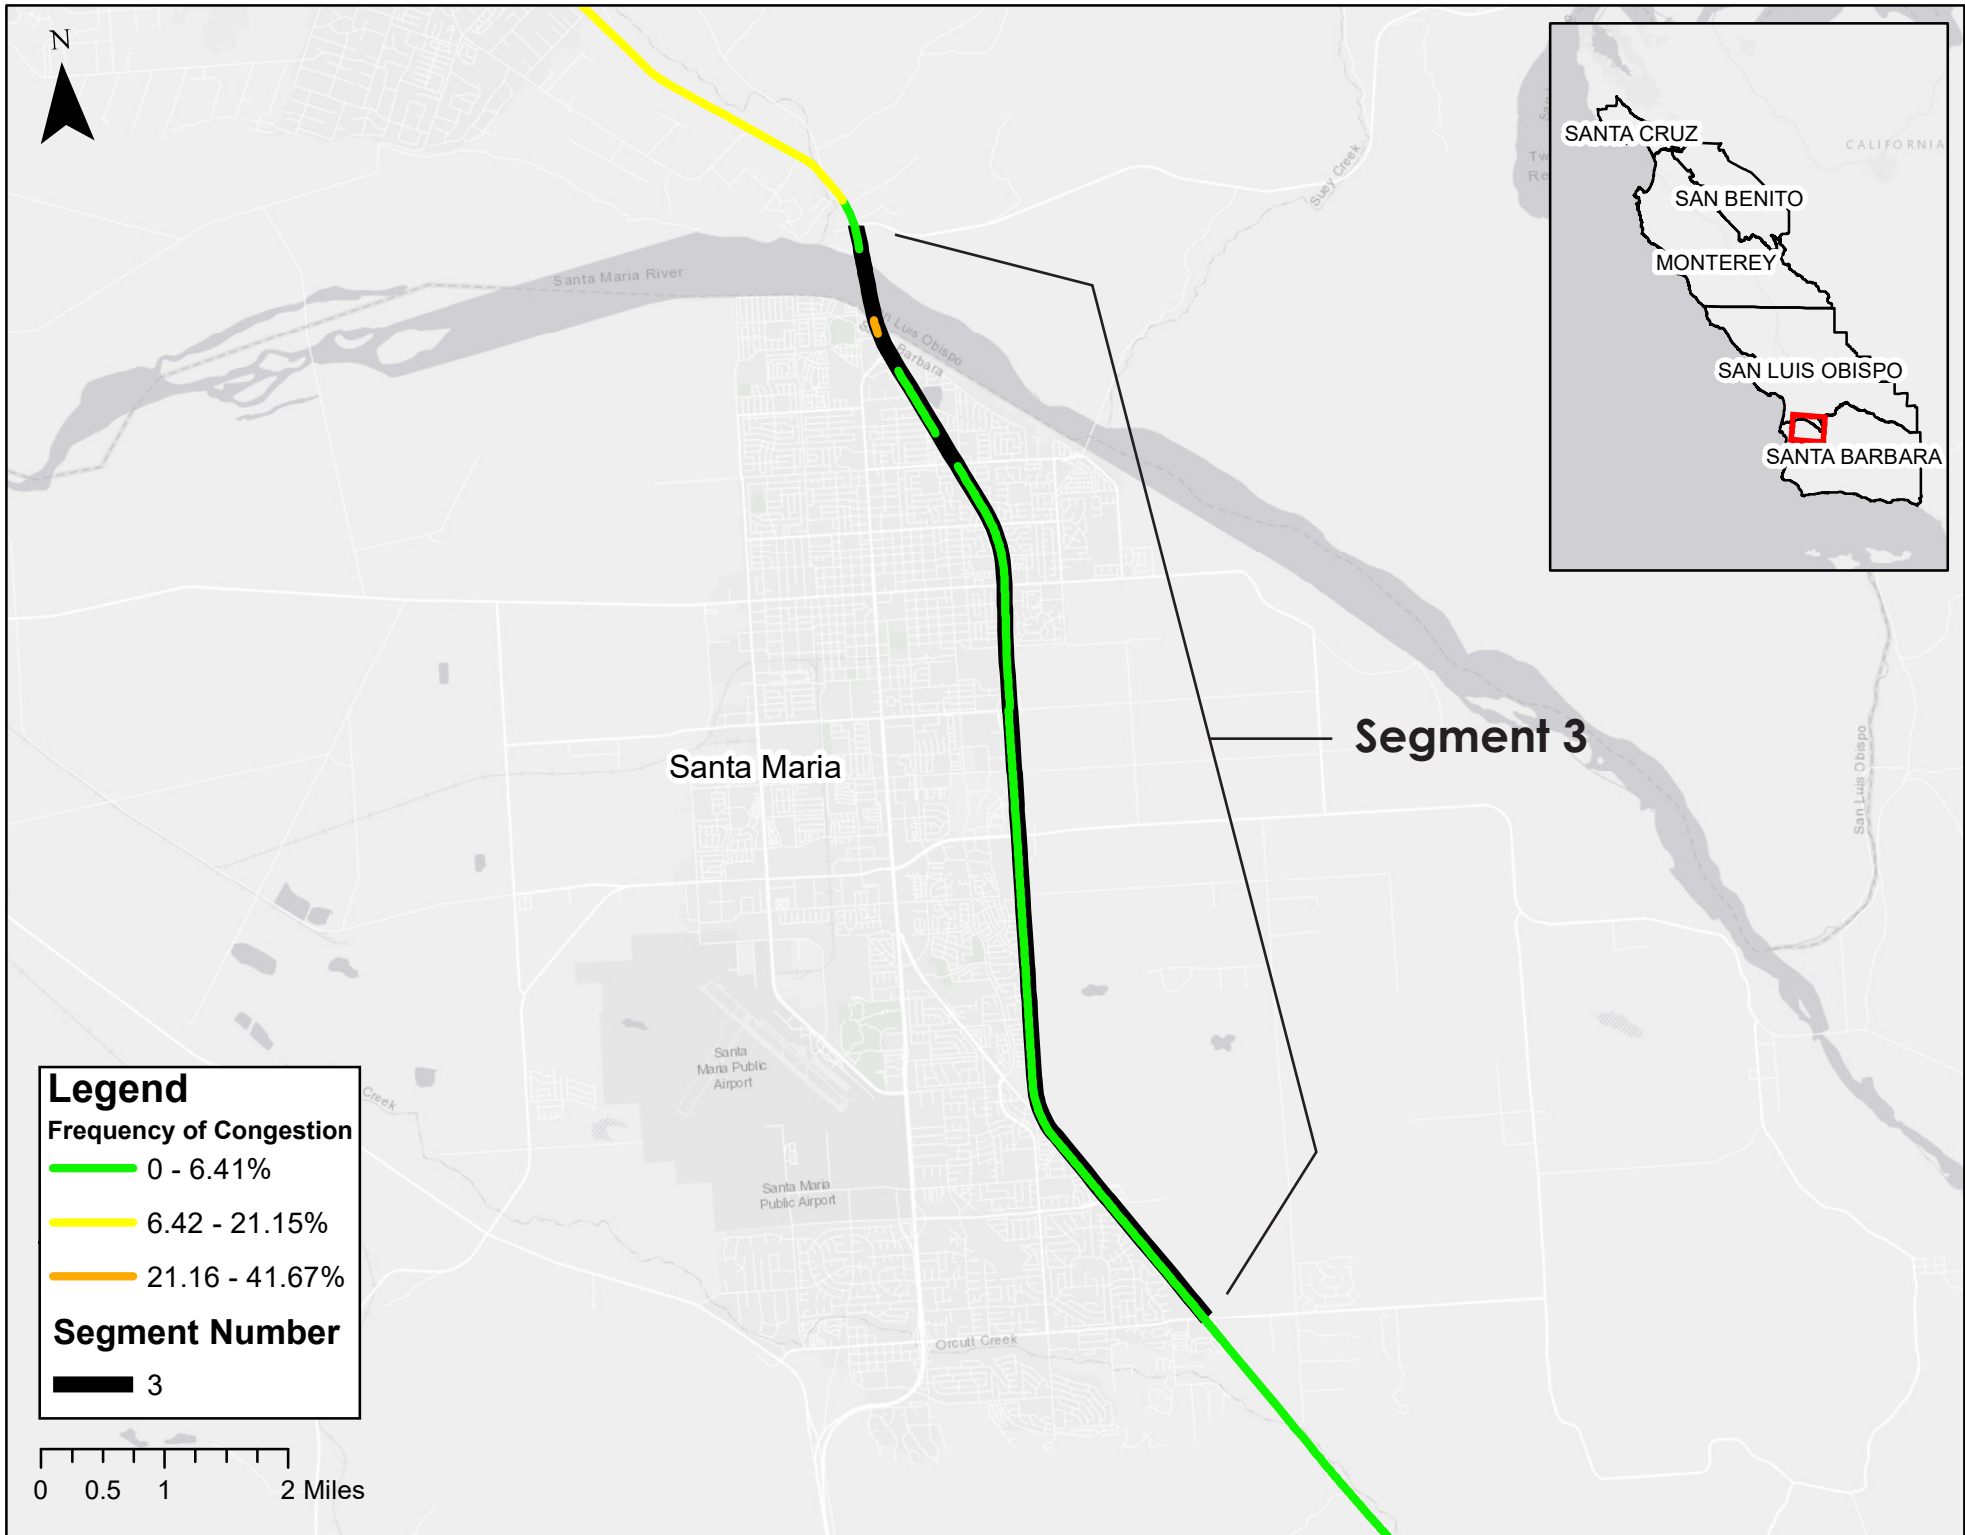 N
Santa Maria River
Suey Creek
San Luis Obispo
Barbara
Segment 3
Santa Maria
San Luis Obispo
Santa
Maria Public
Airport
Creek
Santa Maria
Public Airport
Orcutt Creek
SANTA CRUZ
CALIFORNIA
SAN BENITO
MONTEREY
SAN LUIS OBISPO
SANTA BARBARA
Legend
Frequency of Congestion
0 - 6.41%
6.42 - 21.15%
21.16 - 41.67%
Segment Number
3
0 0.5 1 2 Miles